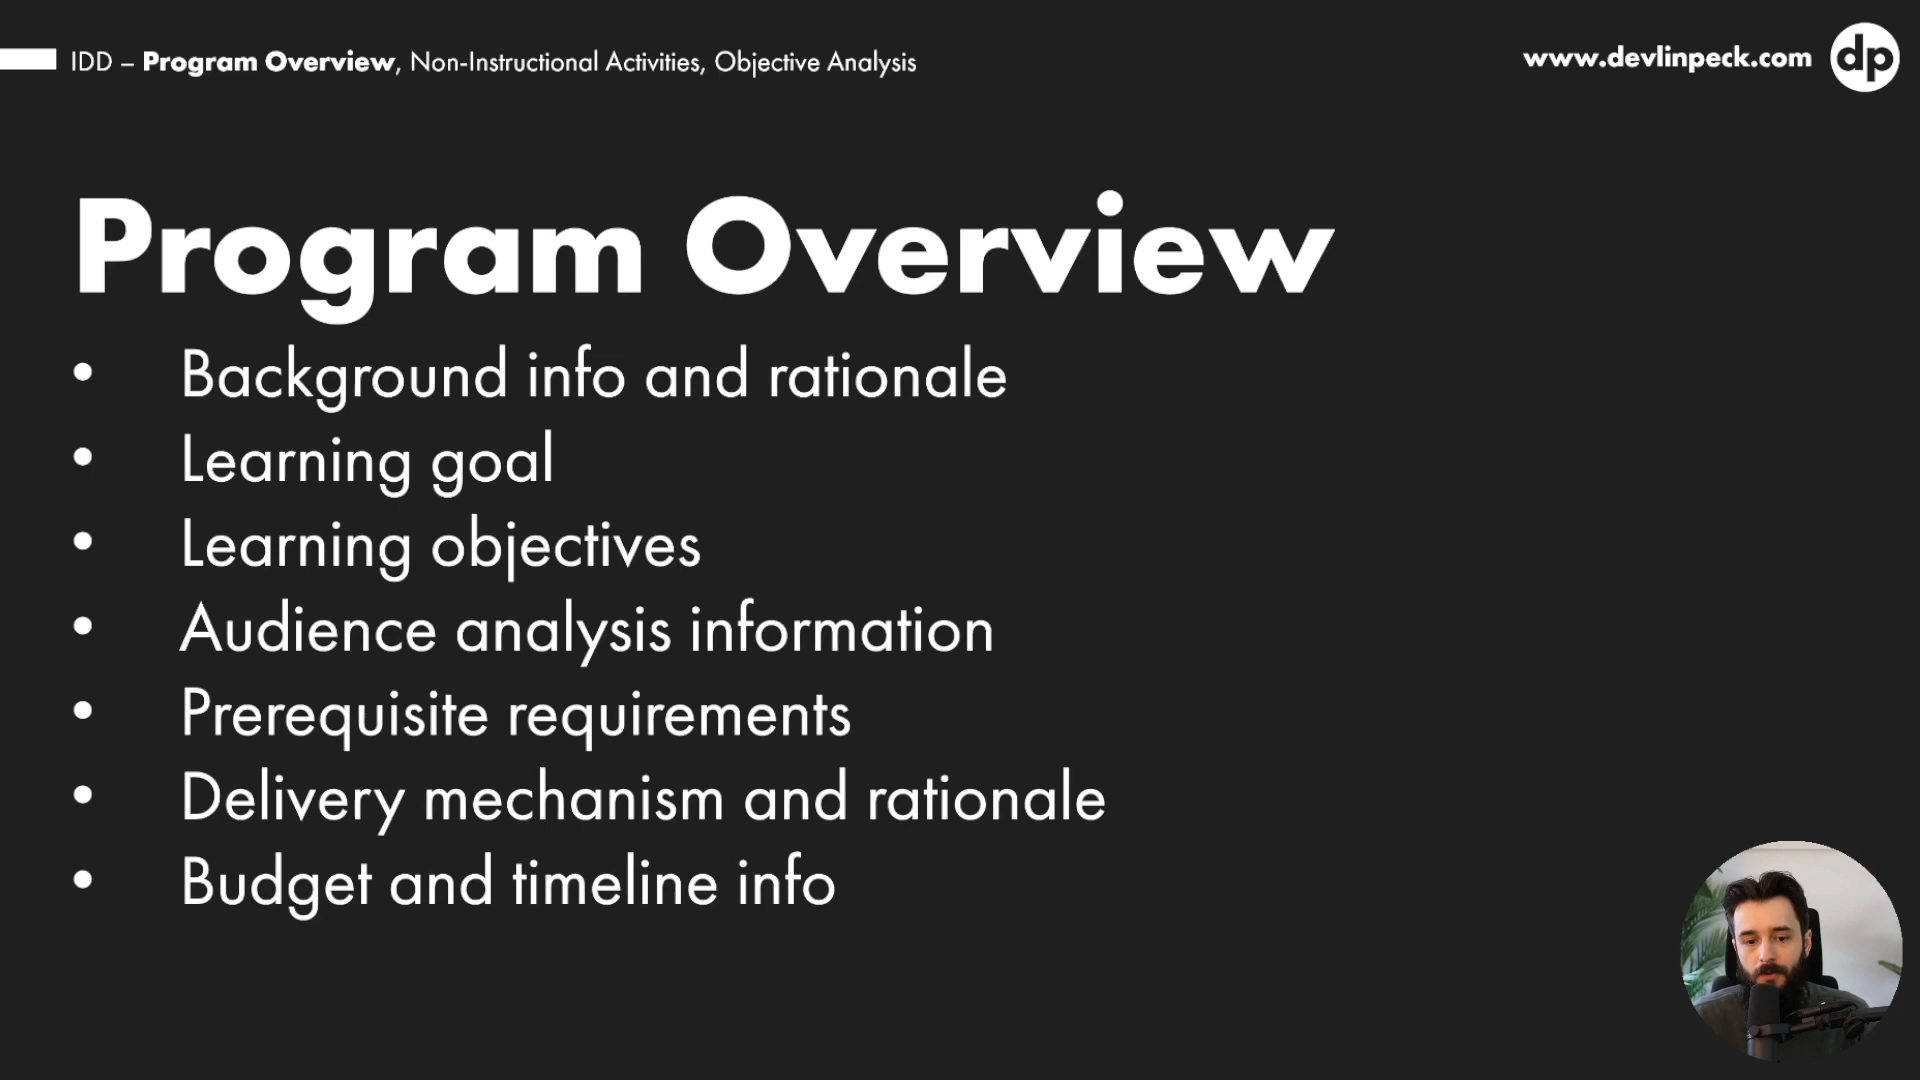 IDD – Program Overview, Non-Instructional Activities, Objective Analysis
www.devlinpeck.com dp
Program Overview
• Background info and rationale
• Learning goal
• Learning objectives
• Audience analysis information
• Prerequisite requirements
• Delivery mechanism and rationale
• Budget and timeline info